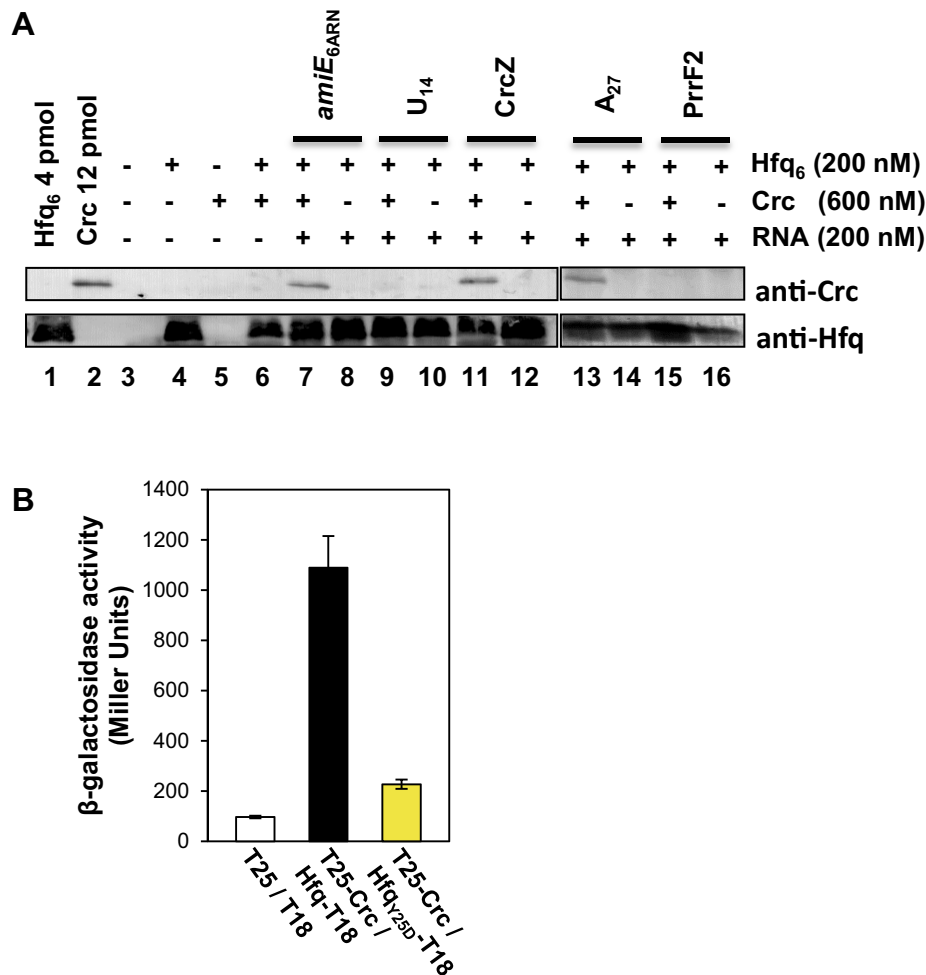 A
amiE6ARN
U14
CrcZ
A27
PrrF2
Hfq6 4 pmol
Crc 12 pmol
- + - + + + + + + + + + + + Hfq6 (200 nM)
- - + + + - + - + - + - + - Crc (600 nM)
- - - - + + + + + + + + + + RNA (200 nM)
anti-Crc
anti-Hfq
1 2 3 4 5 6 7 8 9 10 11 12 13 14 15 16
B
β-galactosidase activity
(Miller Units)
1400
1200
1000
800
600
400
200
0
T25 / T18
T25-Crc /
Hfq-T18
T25-Crc /
HfqY25D-T18